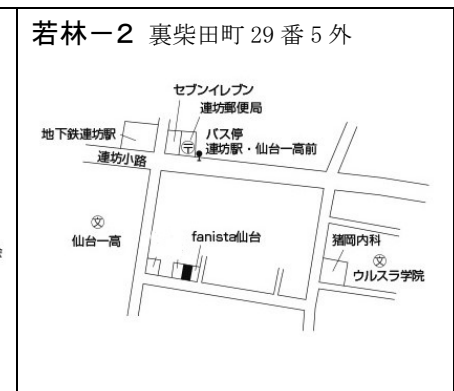 若林－2 裏柴田町 29 番 5 外
セブンイレブン
連坊郵便局
地下鉄連坊駅
バス停
連坊駅・仙台一高前
〒
連坊小路
文
仙台一高
fanista仙台
猪岡内科
文
ウルスラ学院